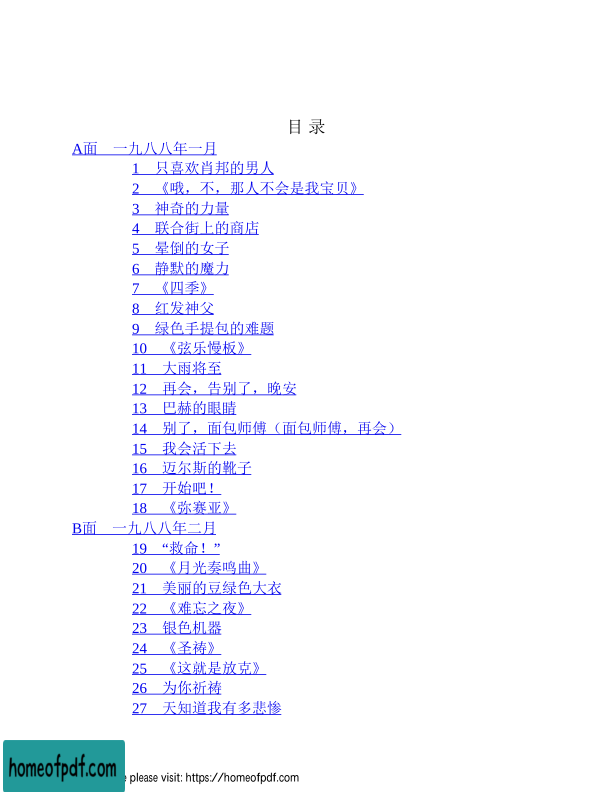 目 录
A面　一九八八年一月
1　只喜欢肖邦的男人
2　《哦，不，那人不会是我宝贝》
3　神奇的力量
4　联合街上的商店
5　晕倒的女子
6　静默的魔力
7　《四季》
8　红发神父
9　绿色手提包的难题
10　《弦乐慢板》
11　大雨将至
12　再会，告别了，晚安
13　巴赫的眼睛
14　别了，面包师傅（面包师傅，再会）
15　我会活下去
16　迈尔斯的靴子
17　开始吧！
18　《弥赛亚》
B面　一九八八年二月
19　“救命！”
20　《月光奏鸣曲》
21　美丽的豆绿色大衣
22　《难忘之夜》
23　银色机器
24　《圣祷》
25　《这就是放克》
26　为你祈祷
27　天知道我有多悲惨
homeofpdf.com
e please visit: https://homeofpdf.com